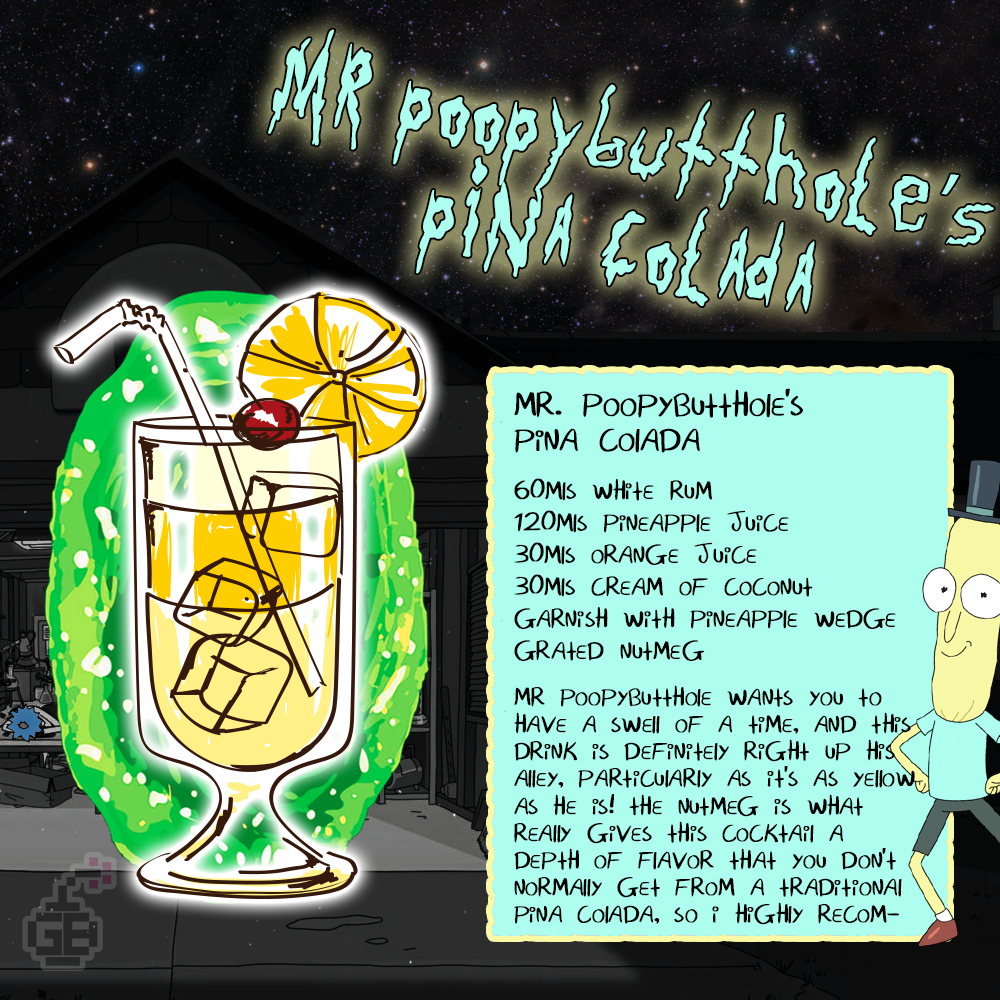 MR POOPYBUTTHOLE'S
PINA COLADA
MR. POOPYBUTTHOLE'S
PINA COLADA
60Mls WHITE RUM
120Mls PINEAPPLE JUICE
30Mls ORANGE JUICE
30Mls CREAM OF COCONUT
GARNISH WITH PINEAPPLE WEDGE
GRATED NUTMEG
MR POOPYBUTTHOLE WANTS YOU TO
HAVE A SWELL OF A TIME, AND THIS
DRINK IS DEFINITELY RIGHT UP HIS
ALLEY, PARTICULARLY AS IT'S AS YELLOW
AS HE IS! THE NUTMEG IS WHAT
REALLY GIVES THIS COCKTAIL A
DEPTH OF FLAVOR THAT YOU DON'T
NORMALLY GET FROM A TRADITIONAL
PINA COLADA, SO I HIGHLY RECOM-
GE